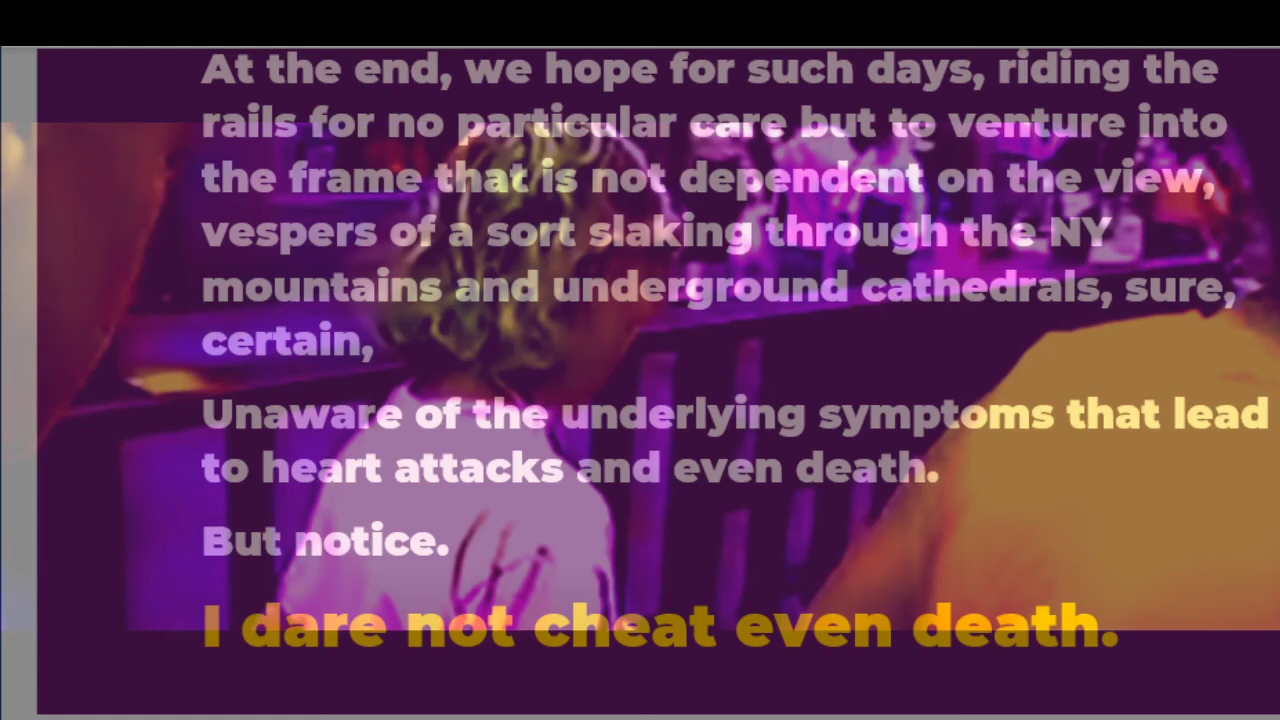 At the end, we hope for such days, riding the
rails for no particular care but to venture into
the frame that is not dependent on the view,
vespers of a sort slaking through the NY
mountains and underground cathedrals, sure,
certain,
Unaware of the underlying symptoms that lead
to heart attacks and even death.
But notice.
I dare not cheat even death.